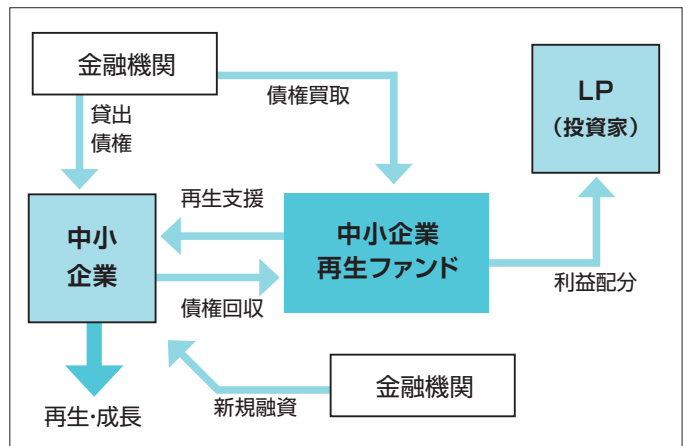 金融機関
債権買取
LP
（投資家）
貸出
債権
再生支援
中小
企業
中小企業
再生ファンド
債権回収
利益配分
金融機関
新規融資
再生・成長